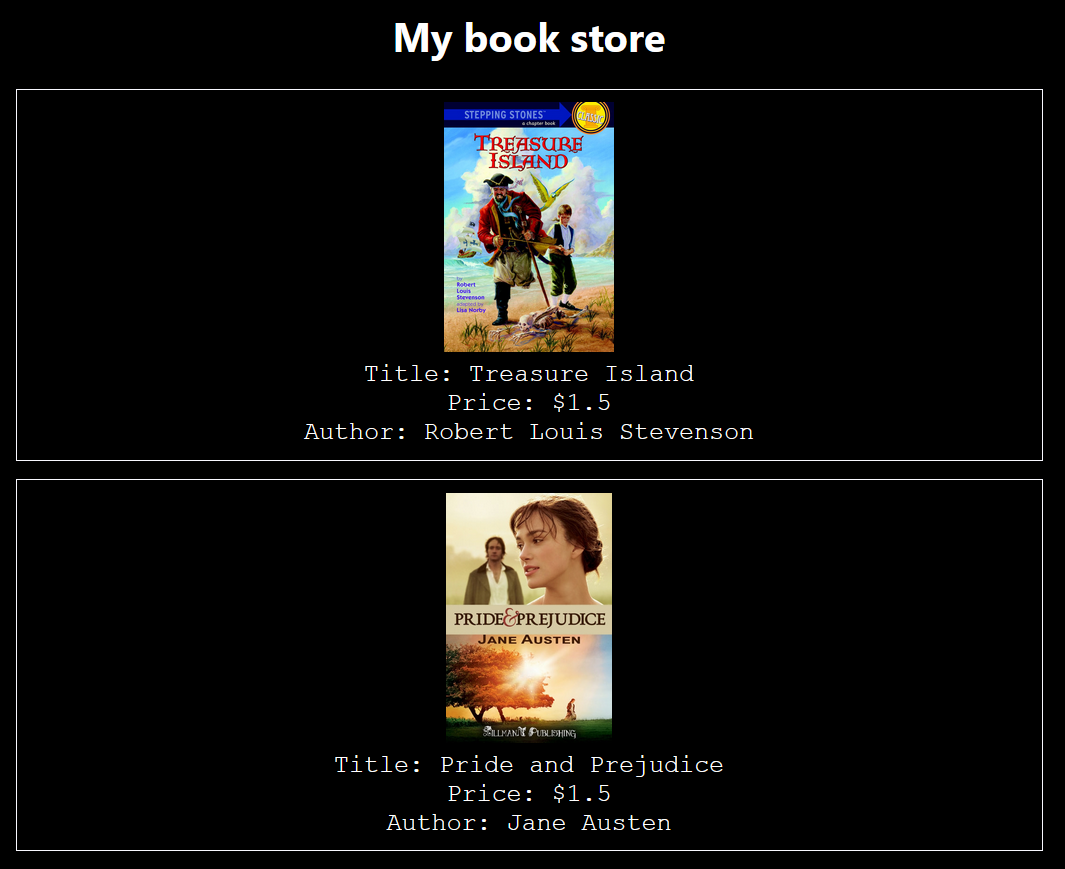 My book store
STEPPING STONES
a chapter book
CLASSIC
TREASURE
ISLAND
by
Robert
Louis
Stevenson
adapted by
Lisa Norby
Title: Treasure Island
Price: $1.5
Author: Robert Louis Stevenson
PRIDE & PREJUDICE
JANE AUSTEN
STILLMANT PUBLISHING
Title: Pride and Prejudice
Price: $1.5
Author: Jane Austen